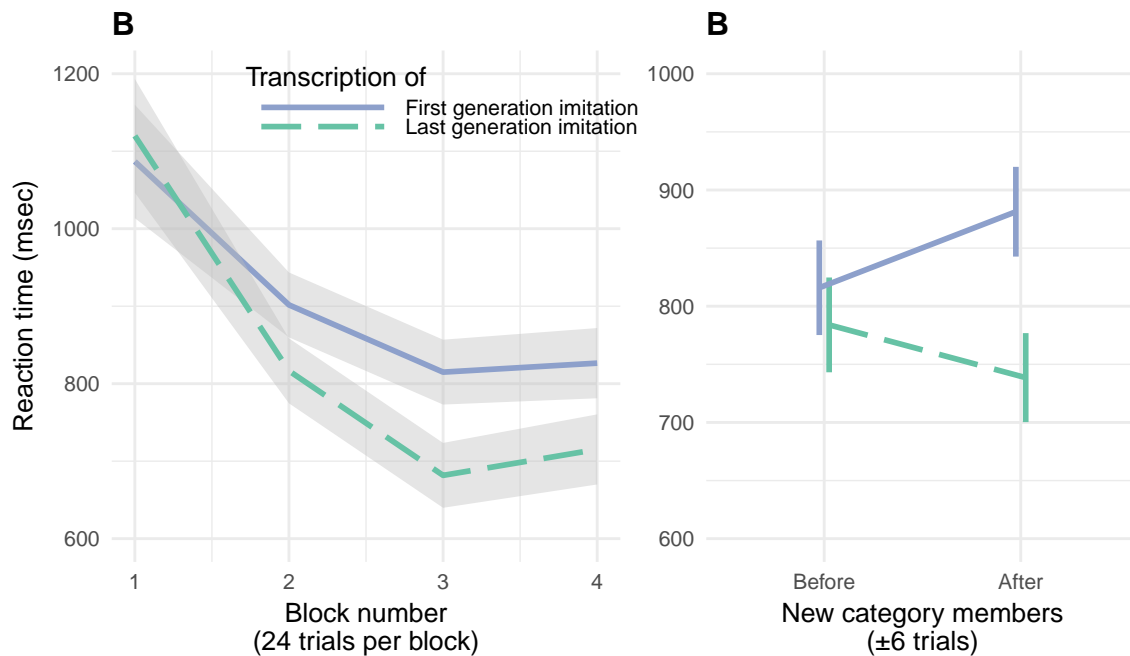 B
Transcription of
First generation imitation
Last generation imitation
Reaction time (msec)
1200
1000
800
600
1
2
3
4
Block number
(24 trials per block)
B
1000
900
800
700
600
Before
After
New category members
(±6 trials)